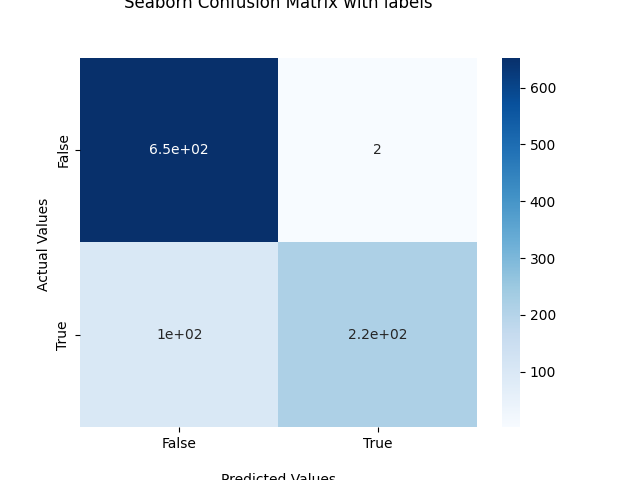 Seaborn Confusion Matrix with labels
600
False
6.5e+02
2
500
Actual Values
400
300
True
1e+02
2.2e+02
200
100
False
True
Predicted Values